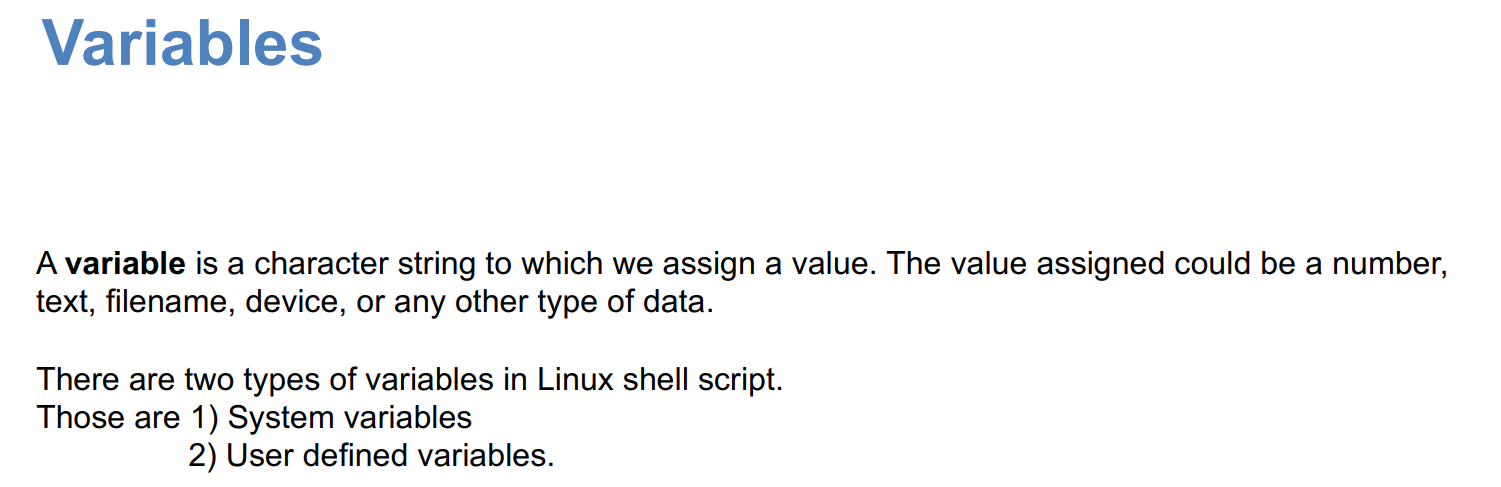 Variables
A variable is a character string to which we assign a value. The value assigned could be a number,
text, filename, device, or any other type of data.
There are two types of variables in Linux shell script.
Those are 1) System variables
2) User defined variables.